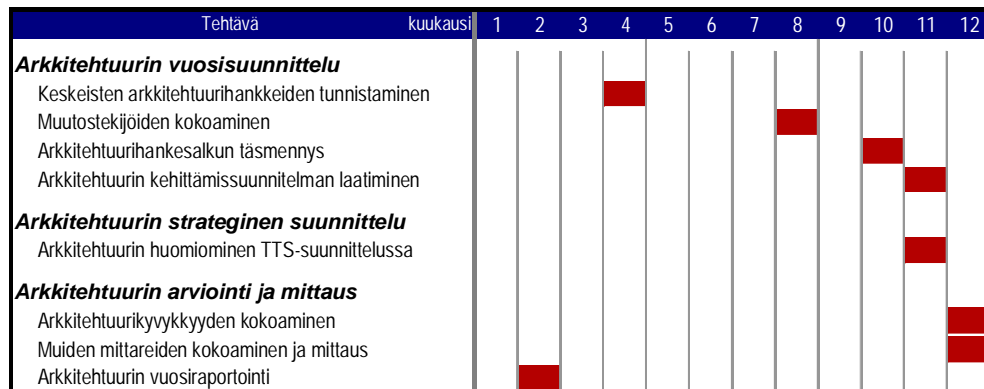 Tehtävä kuukausi 1 2 3 4 5 6 7 8 9 10 11 12
Arkkitehtuurin vuosisuunnittelu
Keskeisten arkkitehtuurihankkeiden tunnistaminen
Muutostekijöiden kokoaminen
Arkkitehtuurihankesalkun täsmennys
Arkkitehtuurin kehittämissuunnitelman laatiminen
Arkkitehtuurin strateginen suunnittelu
Arkkitehtuurin huomiominen TTS-suunnittelussa
Arkkitehtuurin arviointi ja mittaus
Arkkitehtuurikyvykkyyden kokoaminen
Muiden mittareiden kokoaminen ja mittaus
Arkkitehtuurin vuosiraportointi